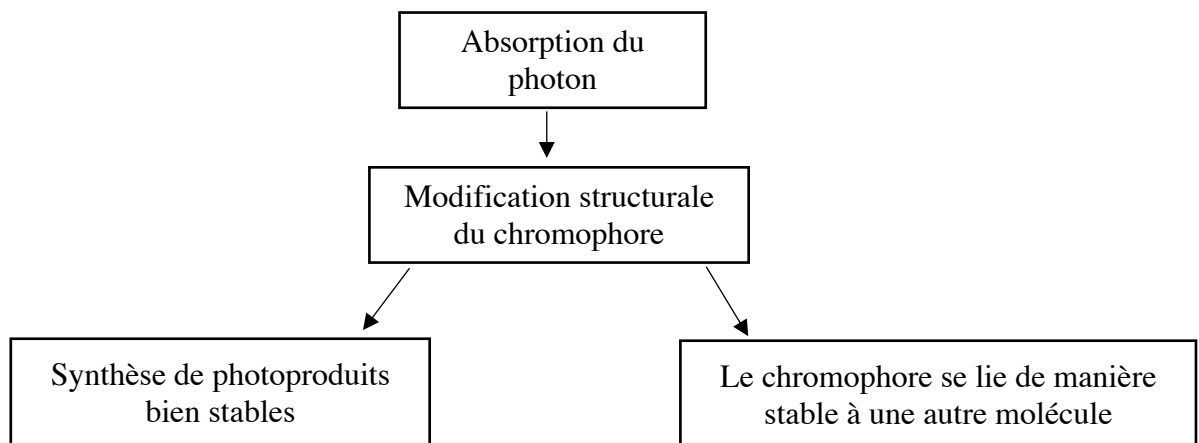 Absorption du
photon
Modification structurale
du chromophore
Synthèse de photoproduits
bien stables
Le chromophore se lie de manière
stable à une autre molécule